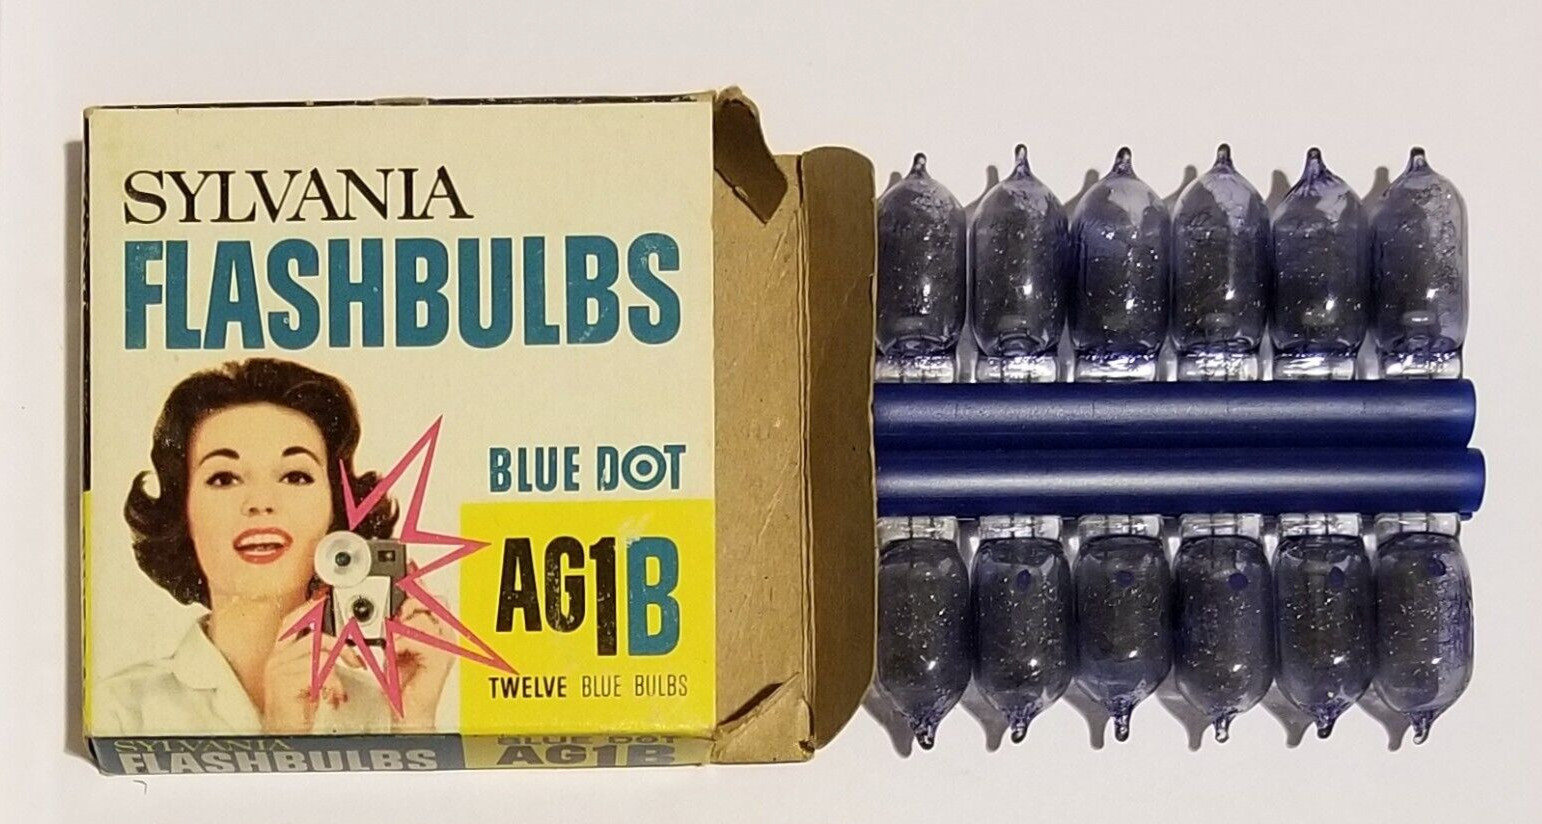 SYLVANIA
FLASHBULBS
BLUE DOT
AG1B
TWELVE BLUE BULBS
SYLVANIA
FLASHBULBS
BLUE DOT
AG1B